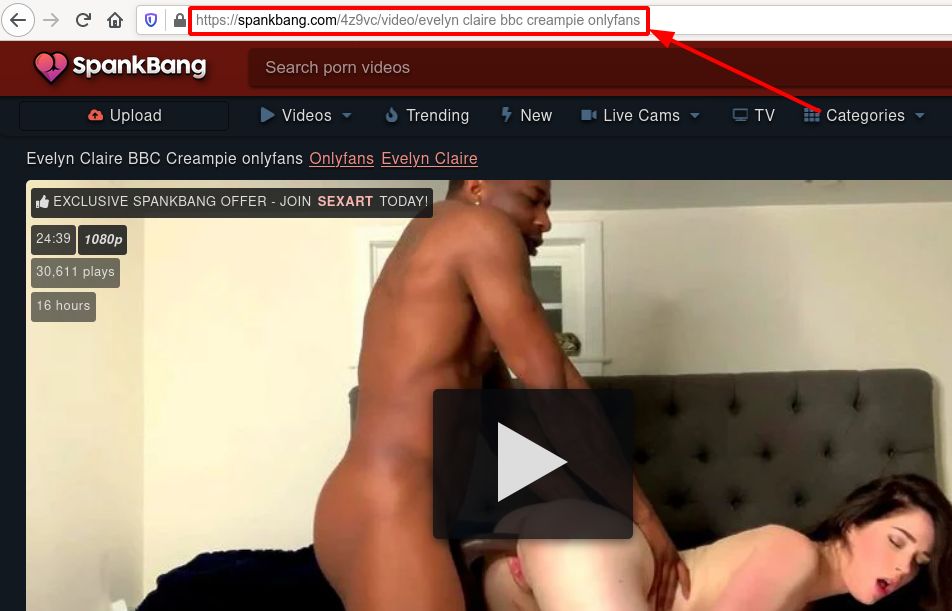 https://spankbang.com/4z9vc/video/evelyn claire bbc creampie onlyfans
SpankBang
Search porn videos
Upload
Videos
Trending
New
Live Cams
TV
Categories
Evelyn Claire BBC Creampie onlyfans Onlyfans Evelyn Claire
EXCLUSIVE SPANKBANG OFFER - JOIN SEXART TODAY!
24:39 1080p
30,611 plays
16 hours